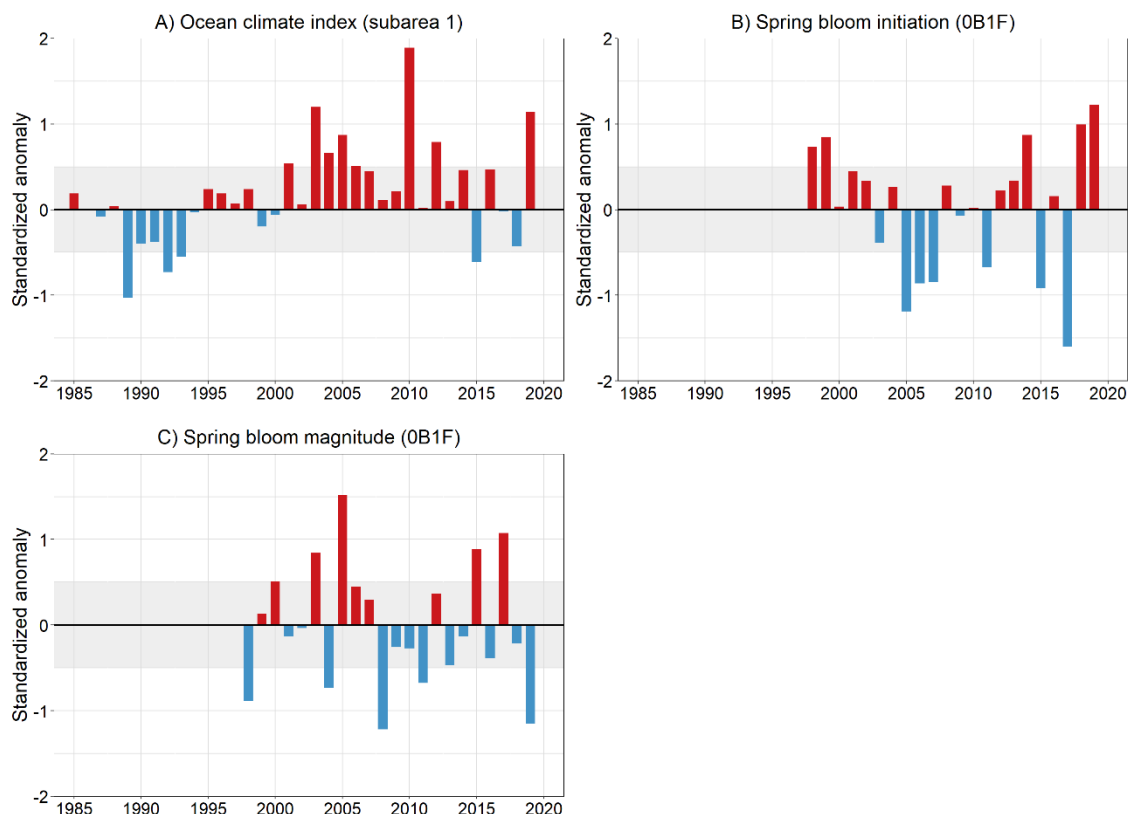 A) Ocean climate index (subarea 1)
Standardized anomaly
2
1
0
-1
-2
1985 1990 1995 2000 2005 2010 2015 2020
B) Spring bloom initiation (0B1F)
Standardized anomaly
2
1
0
-1
-2
1985 1990 1995 2000 2005 2010 2015 2020
C) Spring bloom magnitude (0B1F)
Standardized anomaly
2
1
0
-1
-2
1985 1990 1995 2000 2005 2010 2015 2020